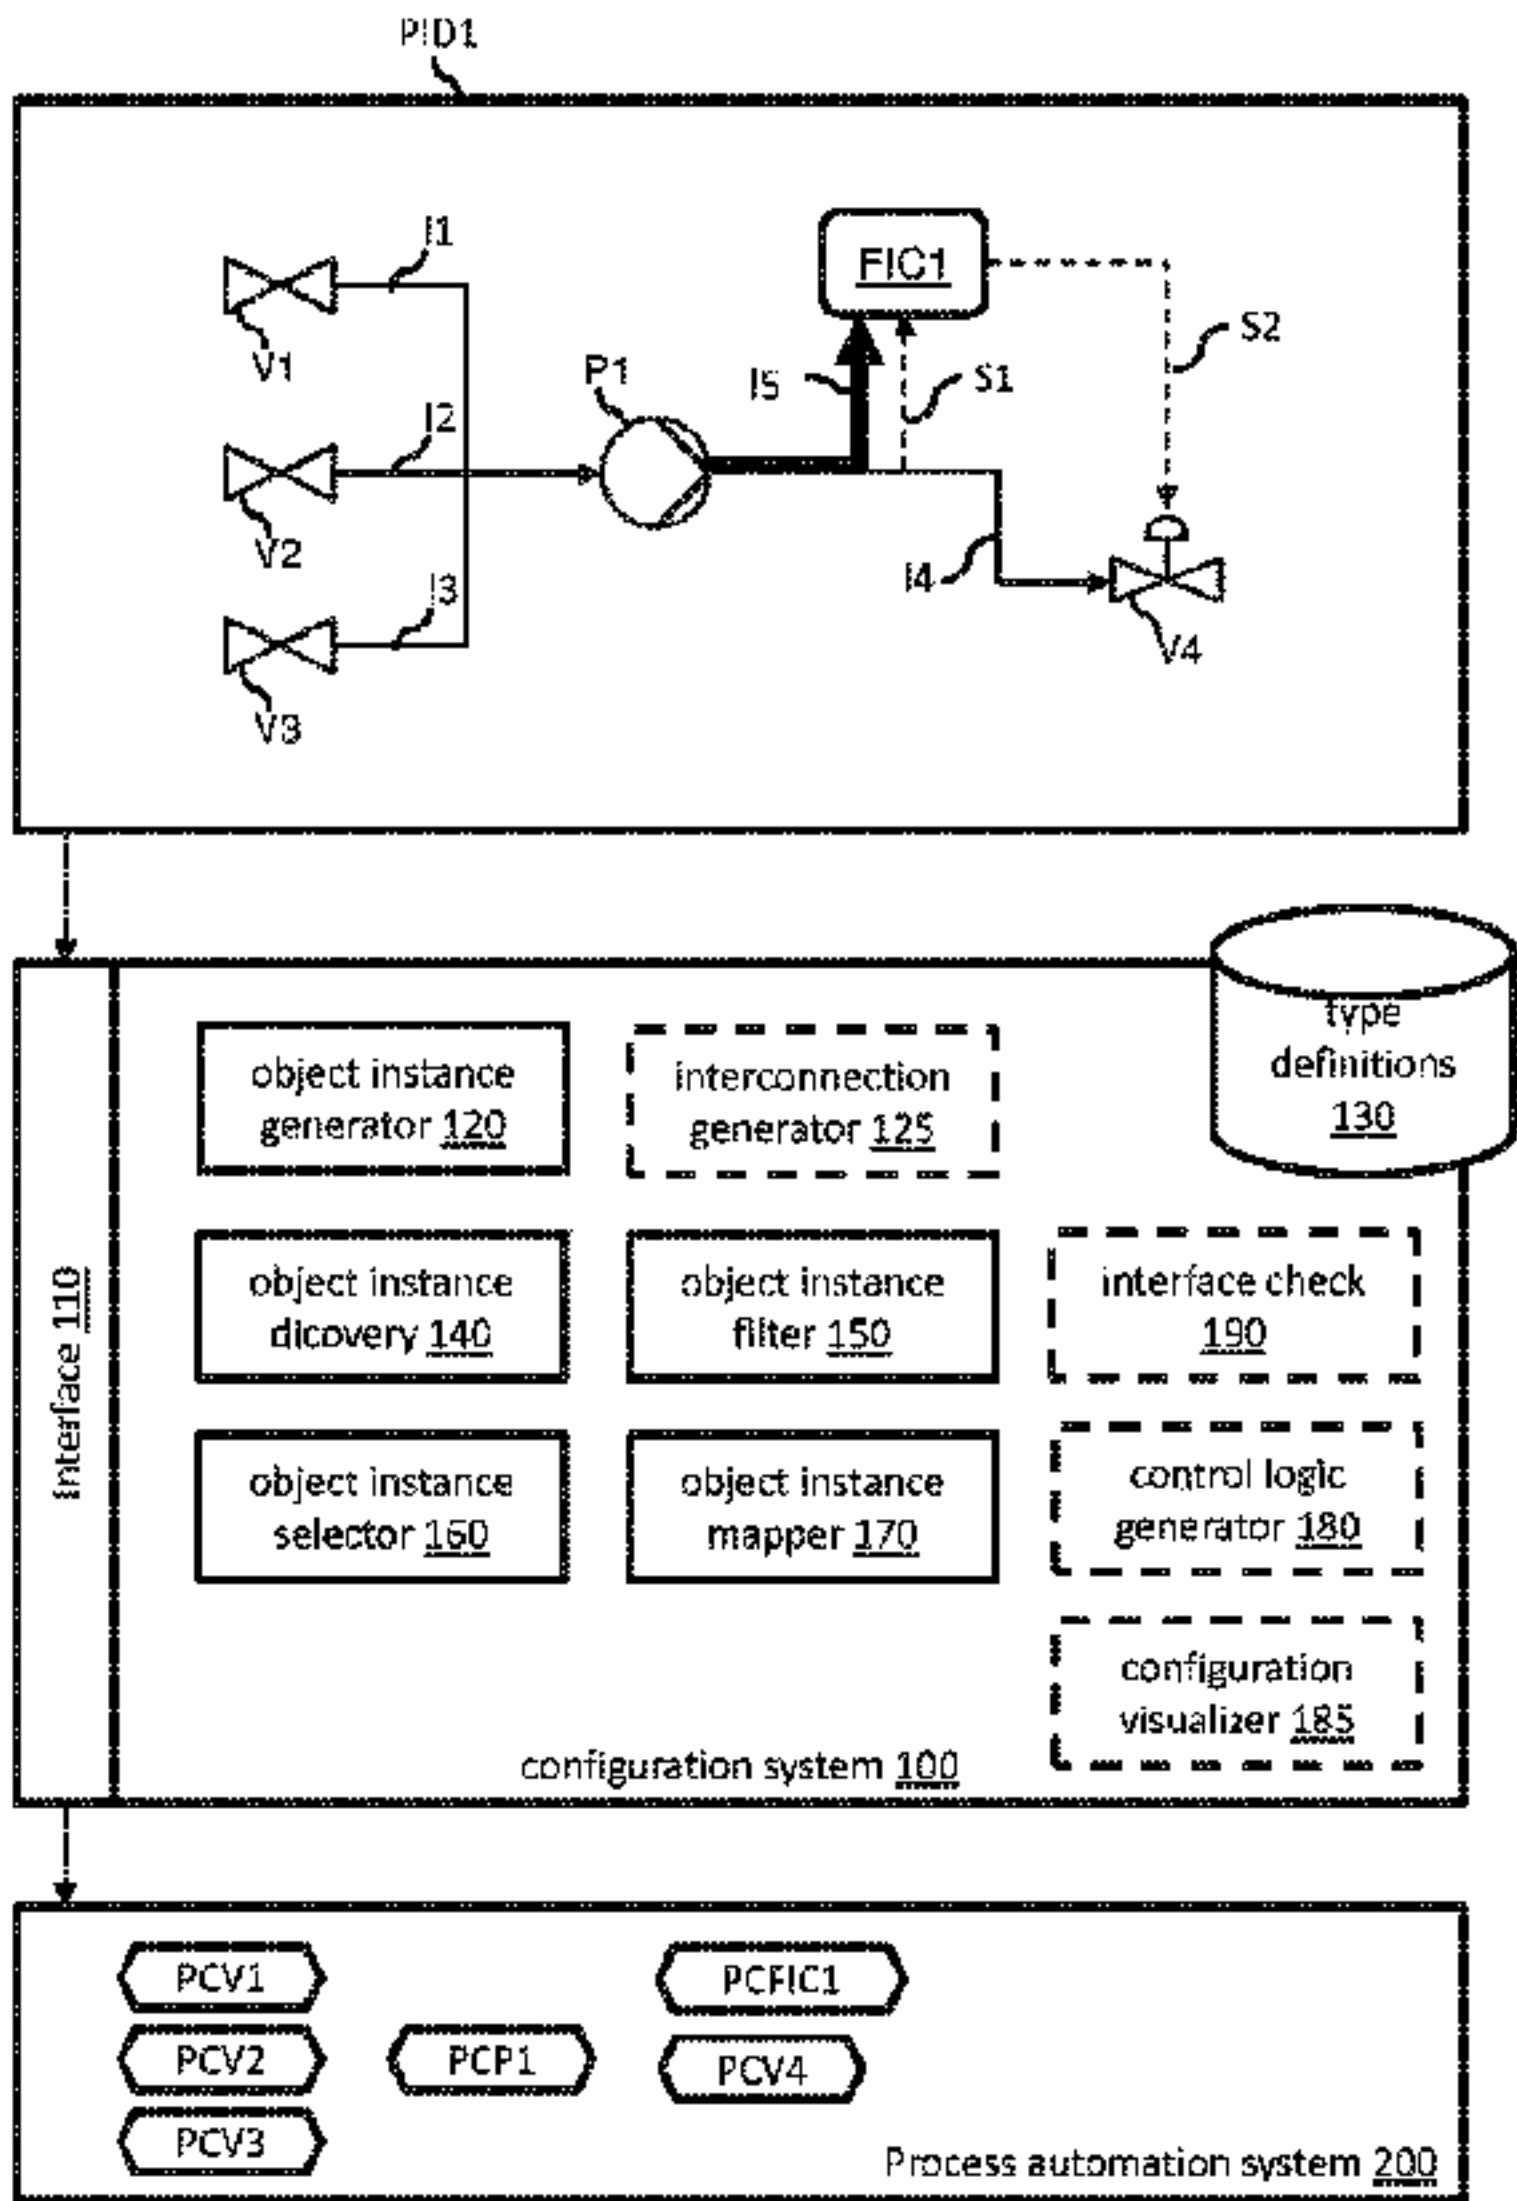 PID1
I1
FIC1
V1
S2
P1
I5
S1
I2
V2
I4
I3
V4
V3
type
definitions
130
object instance
generator 120
interconnection
generator 125
object instance
dicovery 140
object instance
filter 150
interface check
190
Interface 110
object instance
selector 160
object instance
mapper 170
control logic
generator 180
configuration
visualizer 185
configuration system 100
PCV1
PCFIC1
PCV2
PCP1
PCV4
PCV3
Process automation system 200